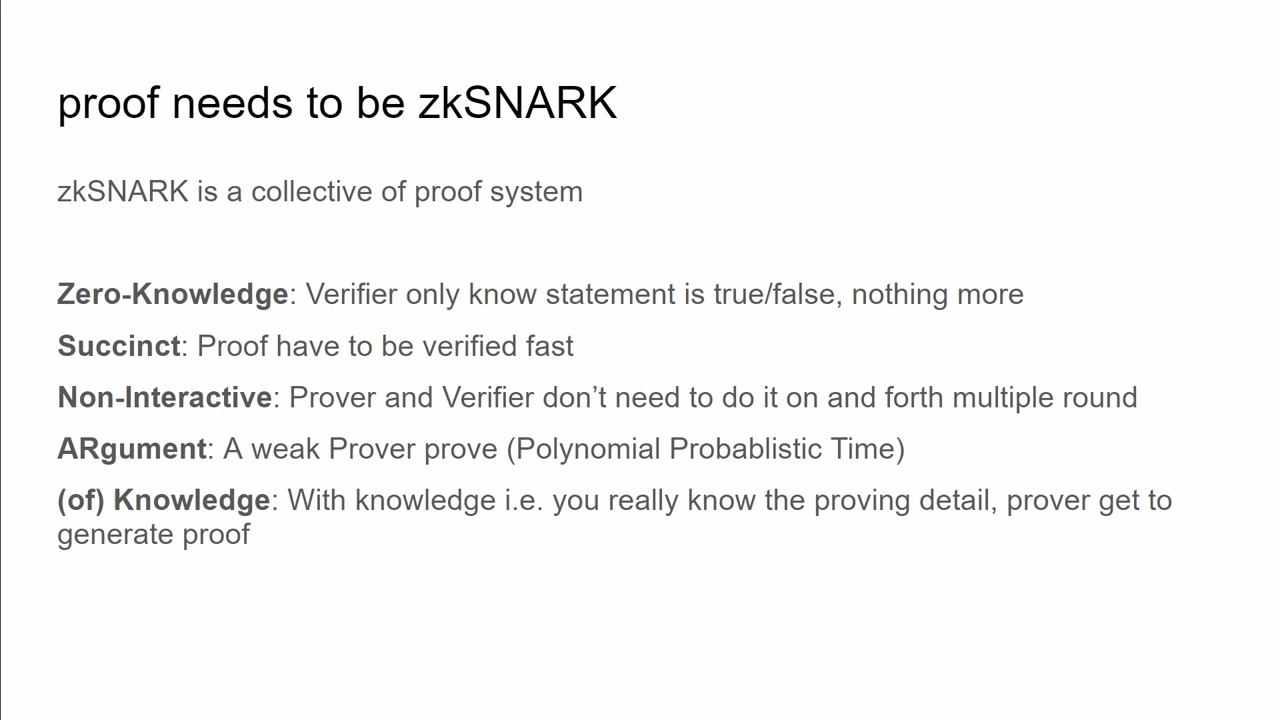 proof needs to be zkSNARK
zkSNARK is a collective of proof system
Zero-Knowledge: Verifier only know statement is true/false, nothing more
Succinct: Proof have to be verified fast
Non-Interactive: Prover and Verifier don’t need to do it on and forth multiple round
ARgument: A weak Prover prove (Polynomial Probablistic Time)
(of) Knowledge: With knowledge i.e. you really know the proving detail, prover get to
generate proof